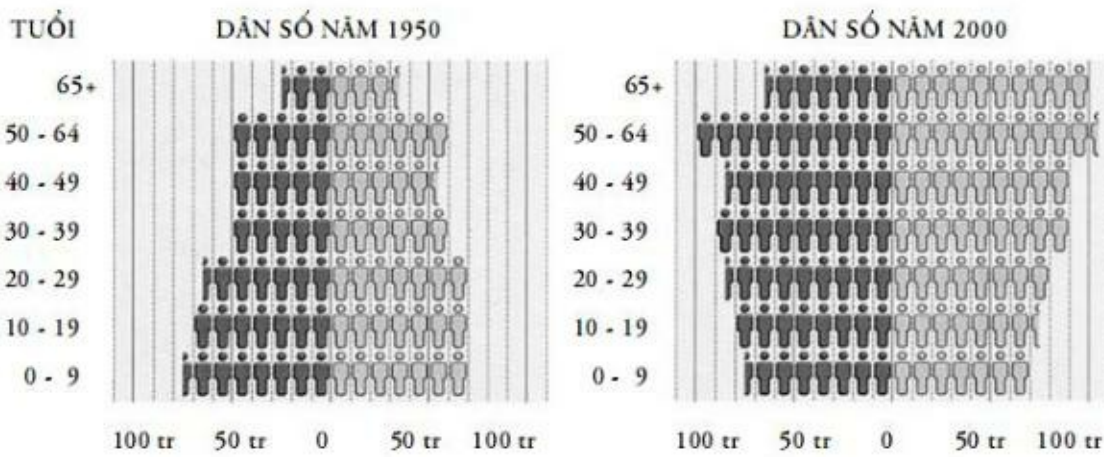 TUỔI DÂN SỐ NĂM 1950 DÂN SỐ NĂM 2000
65+ 65+
50 - 64 50 - 64
40 - 49 40 - 49
30 - 39 30 - 39
20 - 29 20 - 29
10 - 19 10 - 19
0 - 9 0 - 9
100 tr 50 tr 0 50 tr 100 tr 100 tr 50 tr 0 50 tr 100 tr